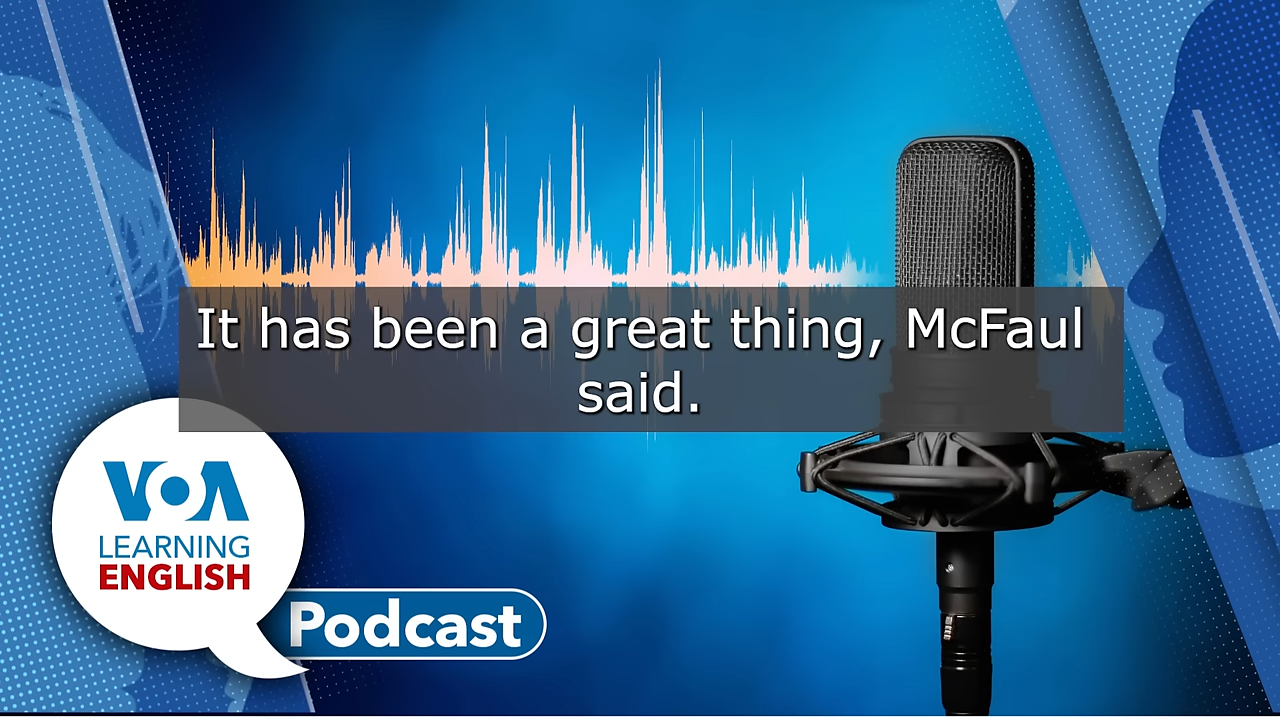 It has been a great thing, McFaul
said.
VOA
LEARNING
ENGLISH
Podcast